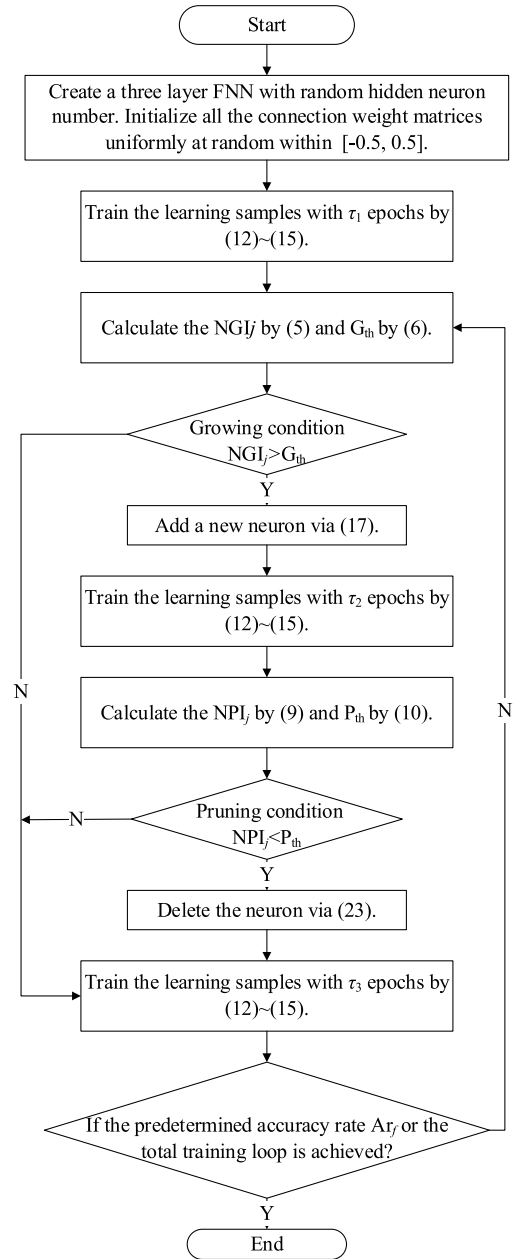 Start
Create a three layer FNN with random hidden neuron
number. Initialize all the connection weight matrices
uniformly at random within [-0.5, 0.5].
Train the learning samples with τ1 epochs by
(12)~(15).
Calculate the NGIj by (5) and Gth by (6).
Growing condition
NGIj>Gth
Y
Add a new neuron via (17).
Train the learning samples with τ2 epochs by
(12)~(15).
N
Calculate the NPIj by (9) and Pth by (10).
N
Pruning condition
N
NPIj<Pth
Y
Delete the neuron via (23).
Train the learning samples with τ3 epochs by
(12)~(15).
If the predetermined accuracy rate Arf or the
total training loop is achieved?
Y
End